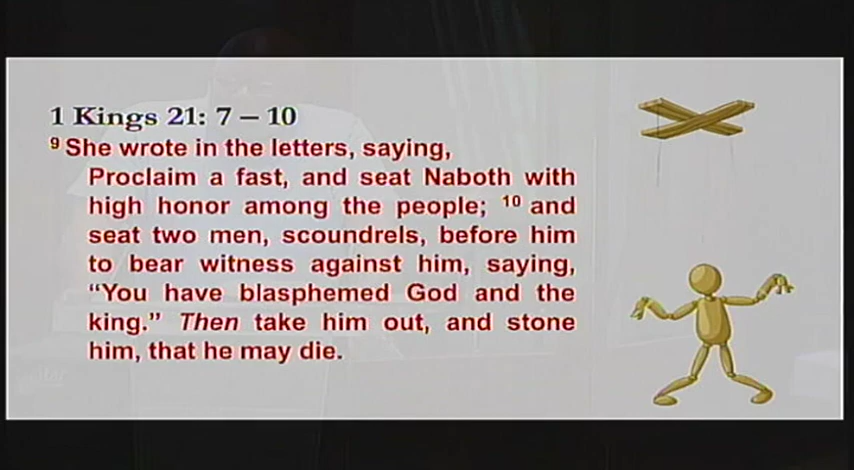 1 Kings 21: 7 – 10
⁹ She wrote in the letters, saying,
Proclaim a fast, and seat Naboth with
high honor among the people; ¹⁰ and
seat two men, scoundrels, before him
to bear witness against him, saying,
“You have blasphemed God and the
king.” Then take him out, and stone
him, that he may die.